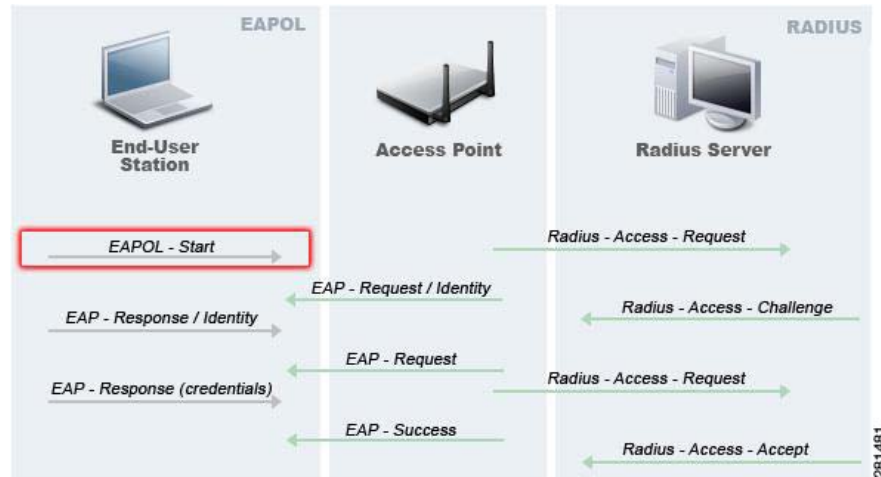 EAPOL
RADIUS
End-User
Station
Access Point
Radius Server
EAPOL - Start
Radius - Access - Request
EAP - Request / Identity
Radius - Access - Challenge
EAP - Response / Identity
EAP - Request
Radius - Access - Request
EAP - Response (credentials)
EAP - Success
Radius - Access - Accept
281481